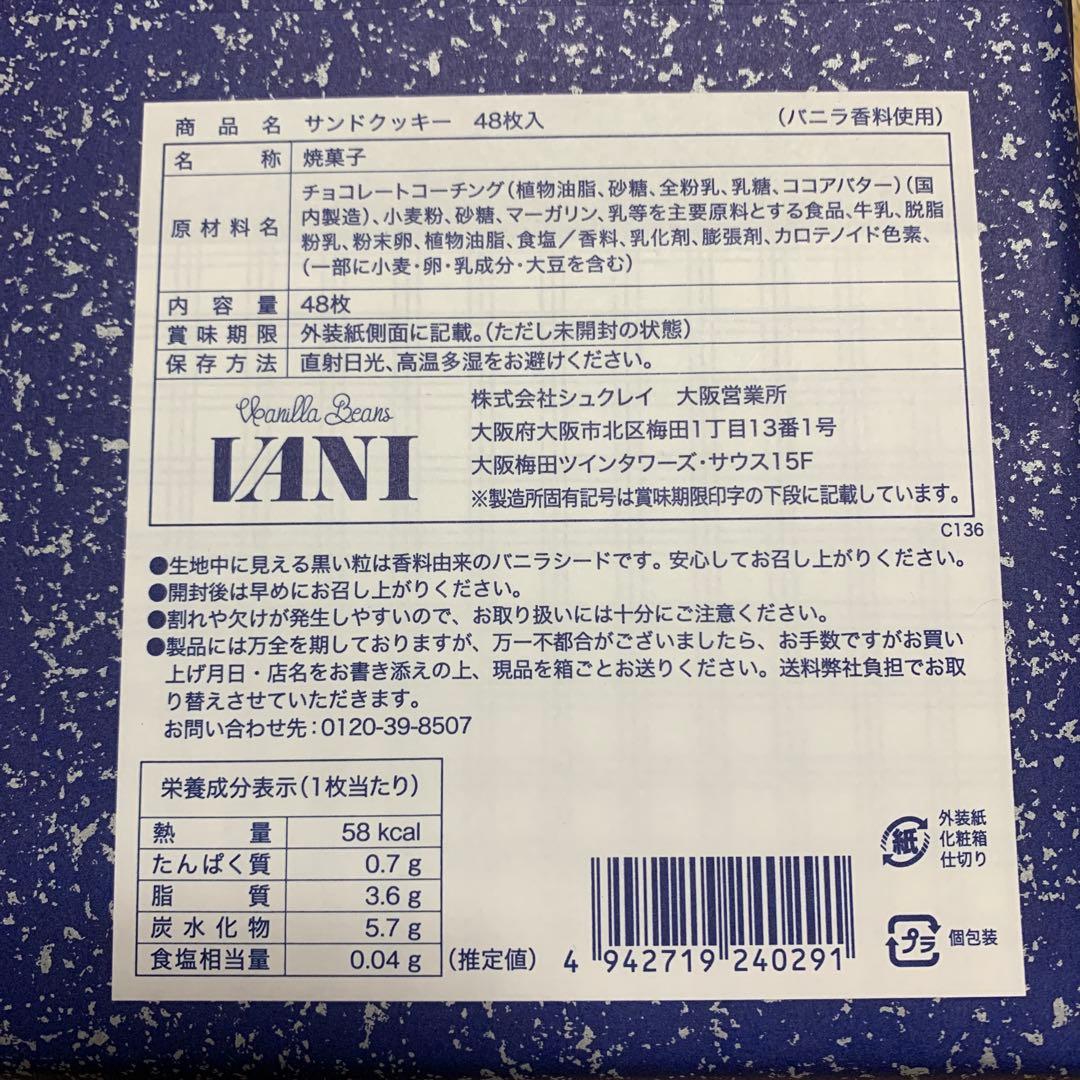 商品名 サンドクッキー 48枚入 （バニラ香料使用）
名称 焼菓子
原材料名 チョコレートコーチング（植物油脂、砂糖、全粉乳、乳糖、ココアバター）（国
内製造）、小麦粉、砂糖、マーガリン、乳等を主要原料とする食品、牛乳、脱脂
粉乳、粉末卵、植物油脂、食塩／香料、乳化剤、膨張剤、カロテノイド色素、
（一部に小麦・卵・乳成分・大豆を含む）
内容量 48枚
賞味期限 外装紙側面に記載。（ただし未開封の状態）
保存方法 直射日光、高温多湿をお避けください。
Vanilla Beans
VANI
株式会社シュクレイ 大阪営業所
大阪府大阪市北区梅田1丁目13番1号
大阪梅田ツインタワーズ・サウス15F
※製造所固有記号は賞味期限印字の下段に記載しています。
C136
●生地中に見える黒い粒は香料由来のバニラシードです。安心してお召し上がりください。
●開封後は早めにお召し上がりください。
●割れや欠けが発生しやすいので、お取り扱いには十分にご注意ください。
●製品には万全を期しておりますが、万一不都合がございましたら、お手数ですがお買い
上げ月日・店名をお書き添えの上、現品を箱ごとお送りください。送料弊社負担でお取
り替えさせていただきます。
お問い合わせ先：0120-39-8507
栄養成分表示（1枚当たり）
熱量 58 kcal
たんぱく質 0.7 g
脂質 3.6 g
炭水化物 5.7 g
食塩相当量 0.04 g （推定値）
4 942719 240291
紙 外装紙
化粧箱
仕切り
プラ 個包装